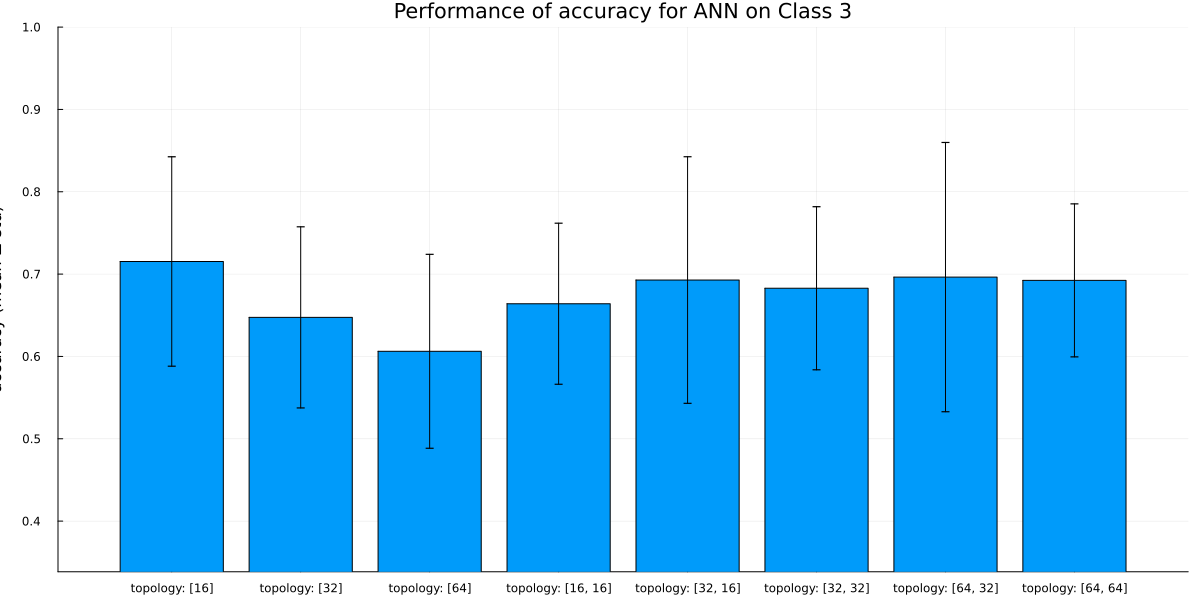 Performance of accuracy for ANN on Class 3
1.0
0.9
0.8
0.7
0.6
0.5
0.4
topology: [16]
topology: [32]
topology: [64]
topology: [16, 16]
topology: [32, 16]
topology: [32, 32]
topology: [64, 32]
topology: [64, 64]